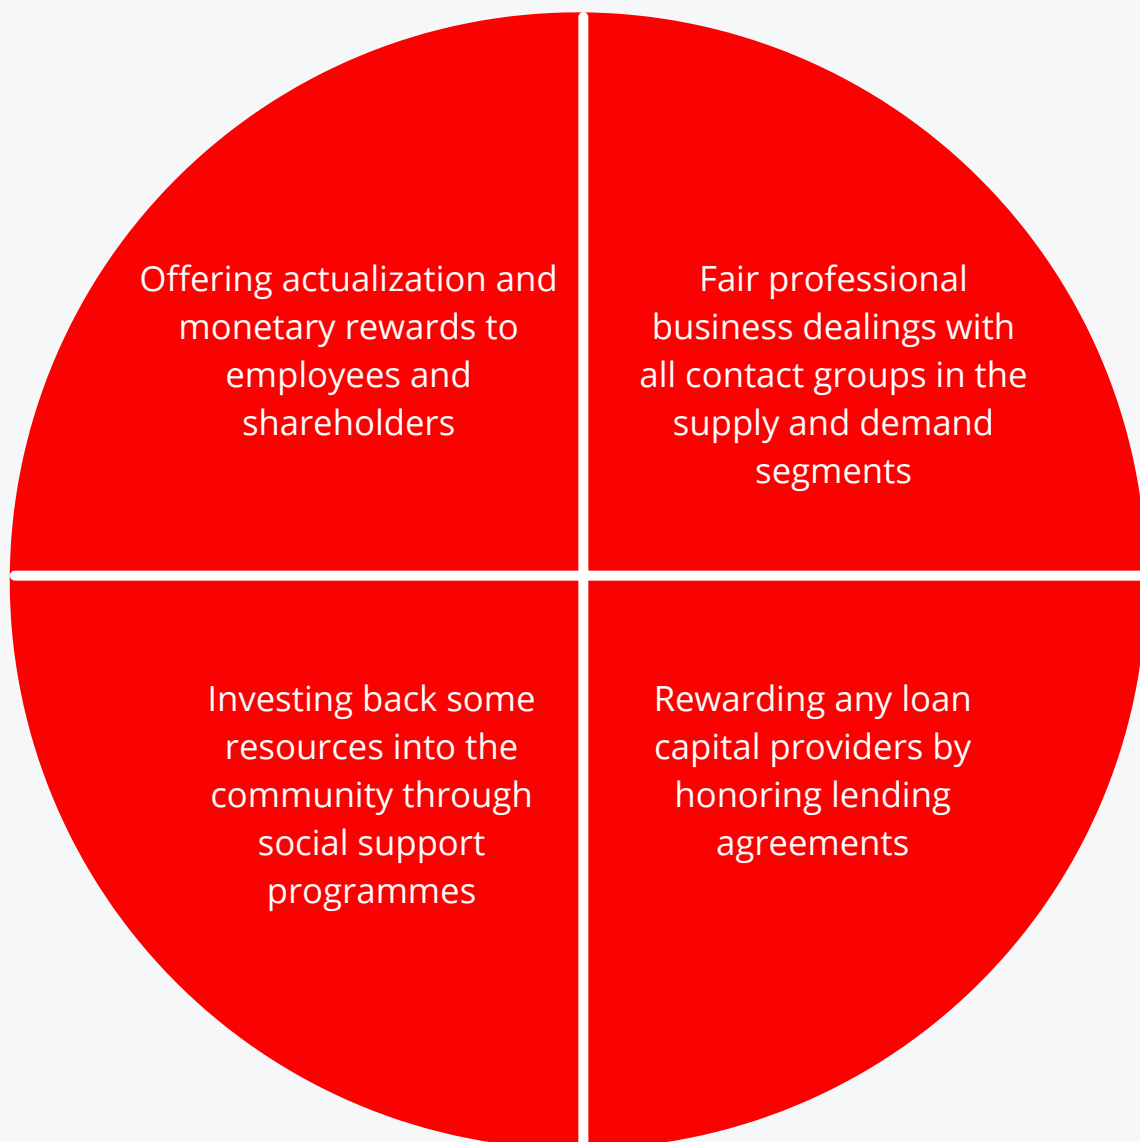 Offering actualization and
monetary rewards to
employees and
shareholders
Fair professional
business dealings with
all contact groups in the
supply and demand
segments
Investing back some
resources into the
community through
social support
programmes
Rewarding any loan
capital providers by
honoring lending
agreements